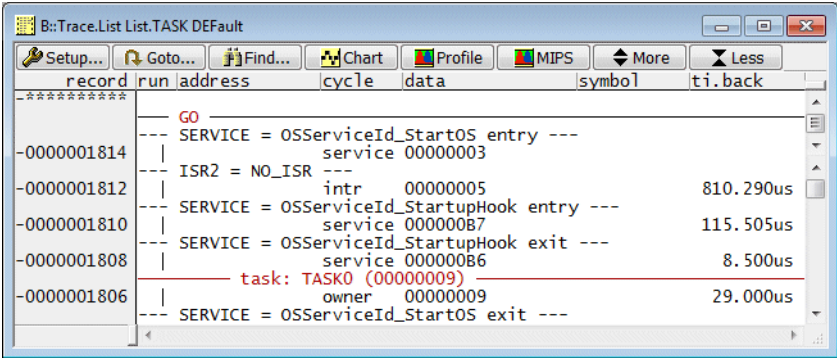 B::Trace.List List.TASK DEFault
Setup... Goto... Find... Chart Profile MIPS More Less
record run address cycle data symbol ti.back
-**********
GO
--- SERVICE = OSServiceId_StartOS entry ---
-0000001814 | service 00000003
--- ISR2 = NO_ISR ---
-0000001812 | intr 00000005 810.290us
--- SERVICE = OSServiceId_StartupHook entry ---
-0000001810 | service 000000B7 115.505us
--- SERVICE = OSServiceId_StartupHook exit ---
-0000001808 | service 000000B6 8.500us
task: TASK0 (00000009)
-0000001806 | owner 00000009 29.000us
--- SERVICE = OSServiceId_StartOS exit ---